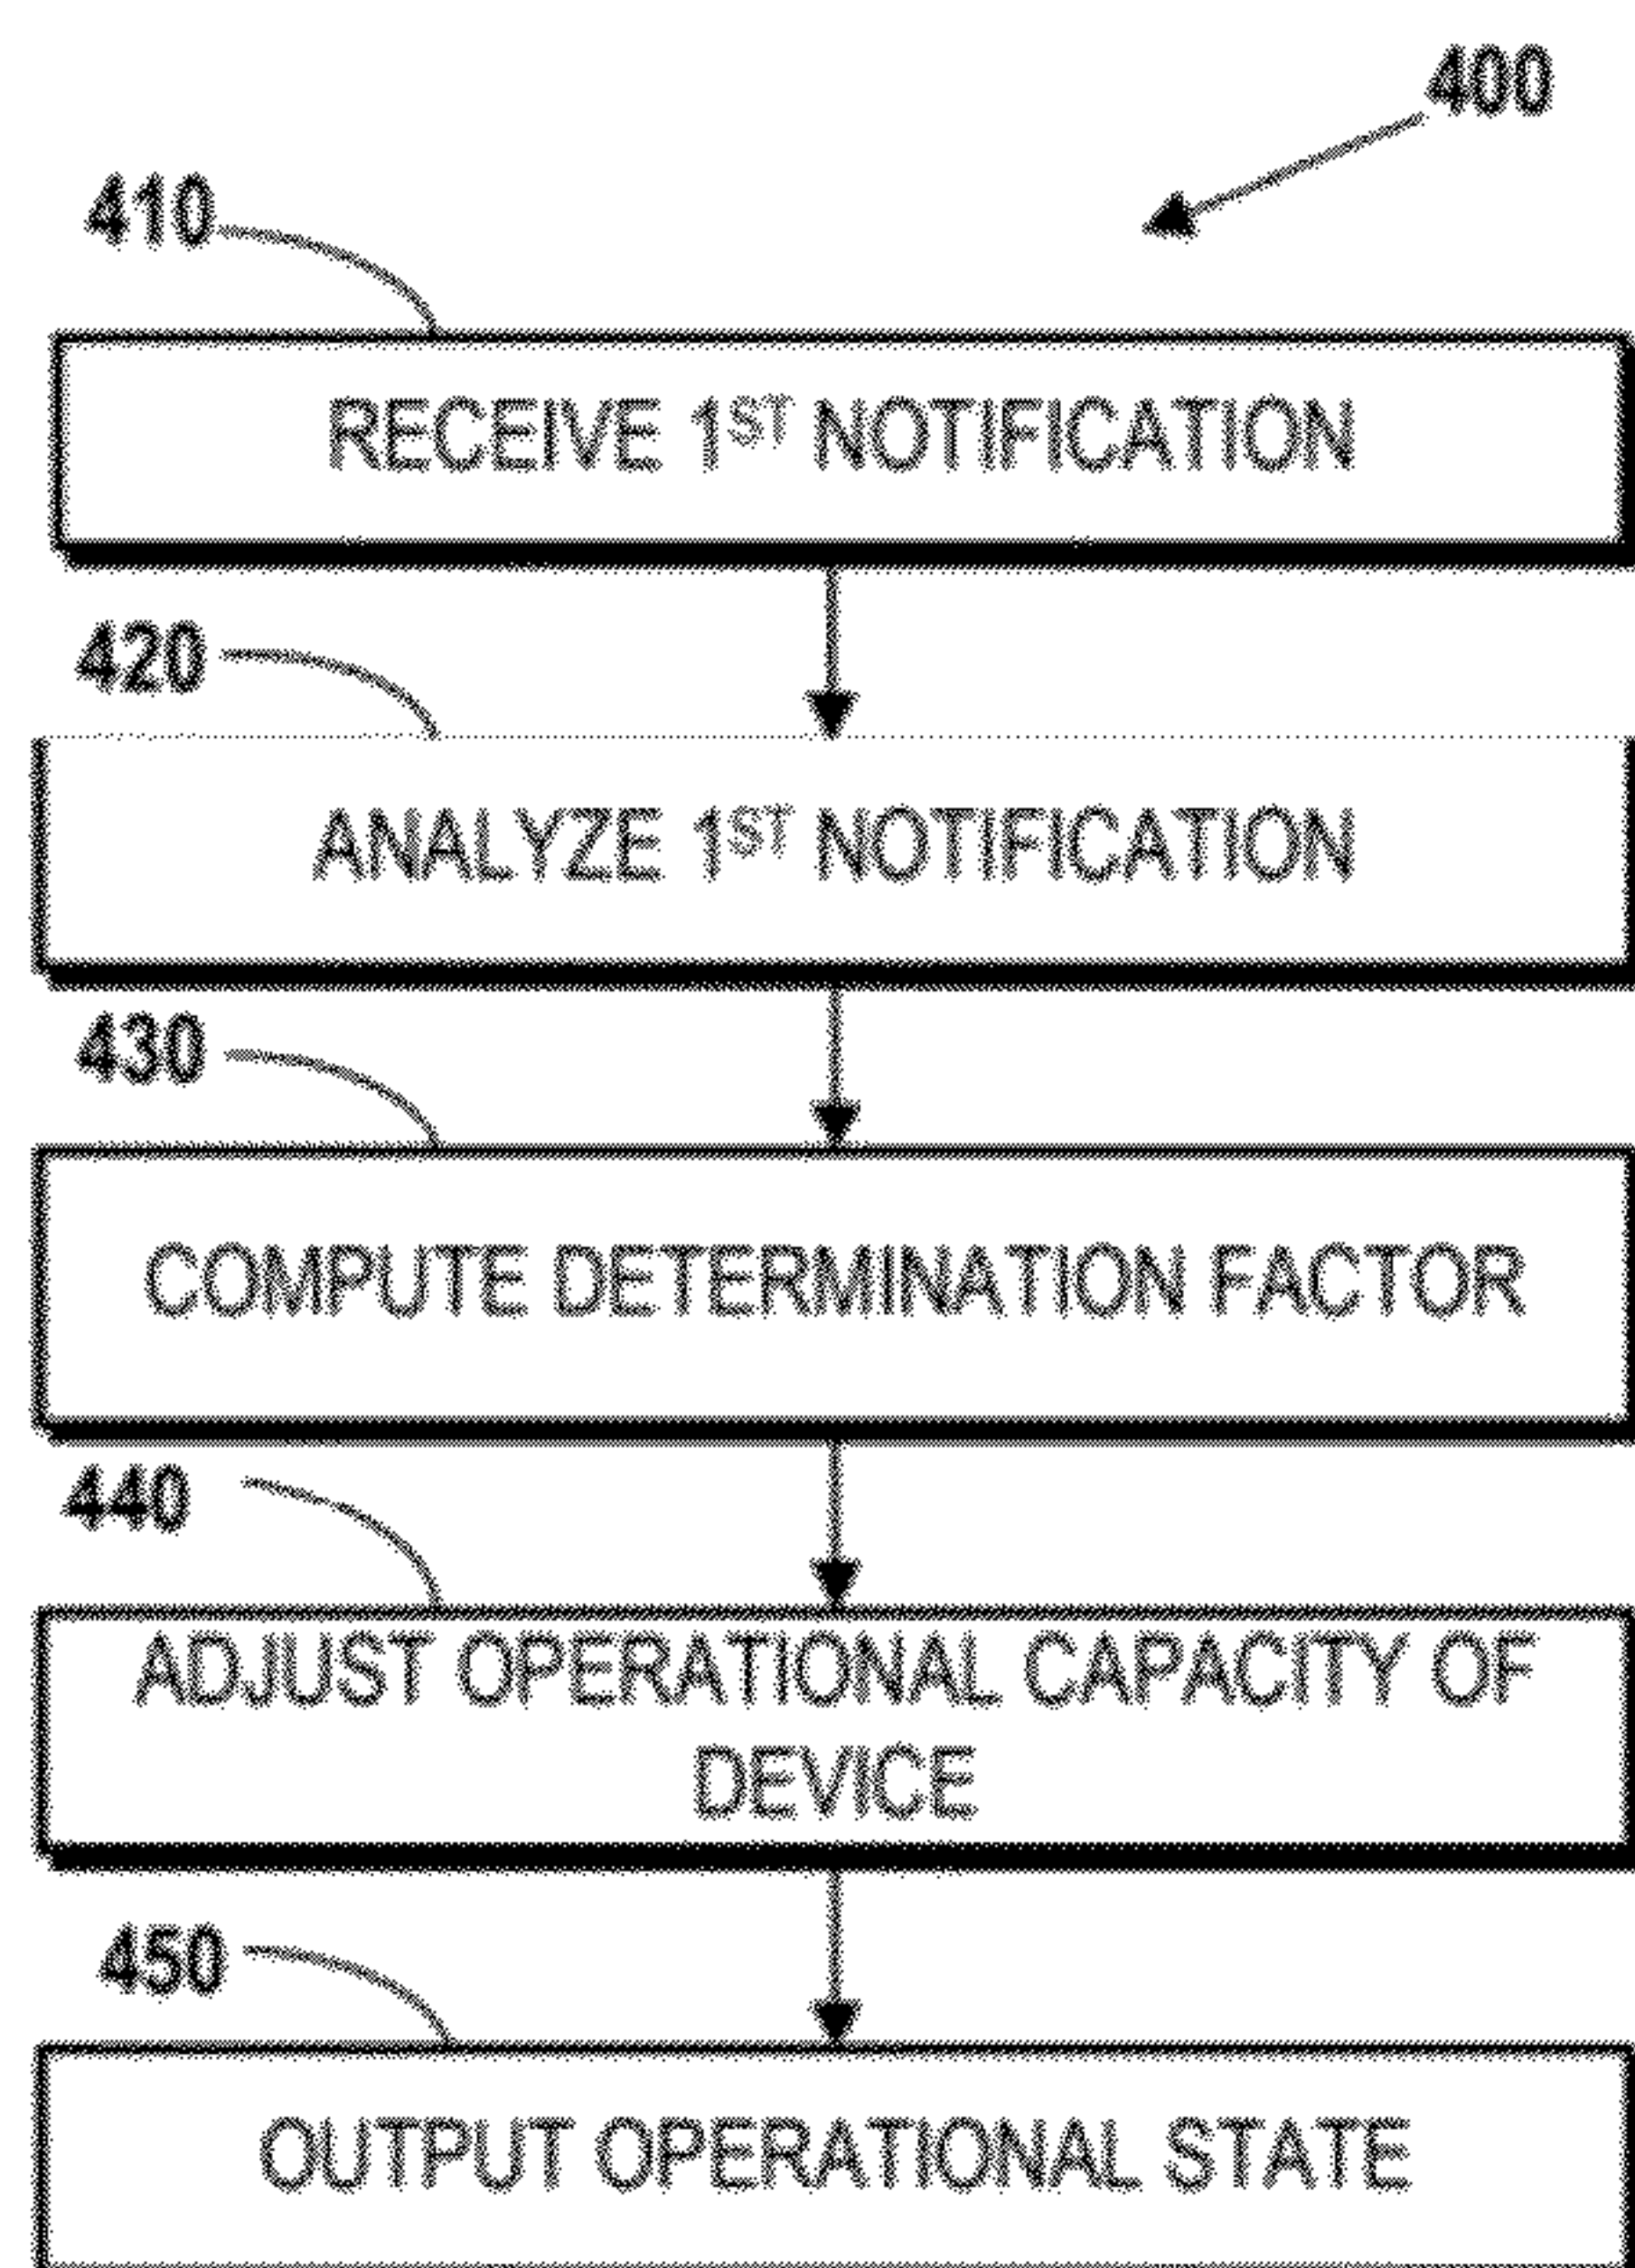 400
410
RECEIVE 1ST NOTIFICATION
420
ANALYZE 1ST NOTIFICATION
430
COMPUTE DETERMINATION FACTOR
440
ADJUST OPERATIONAL CAPACITY OF
DEVICE
450
OUTPUT OPERATIONAL STATE